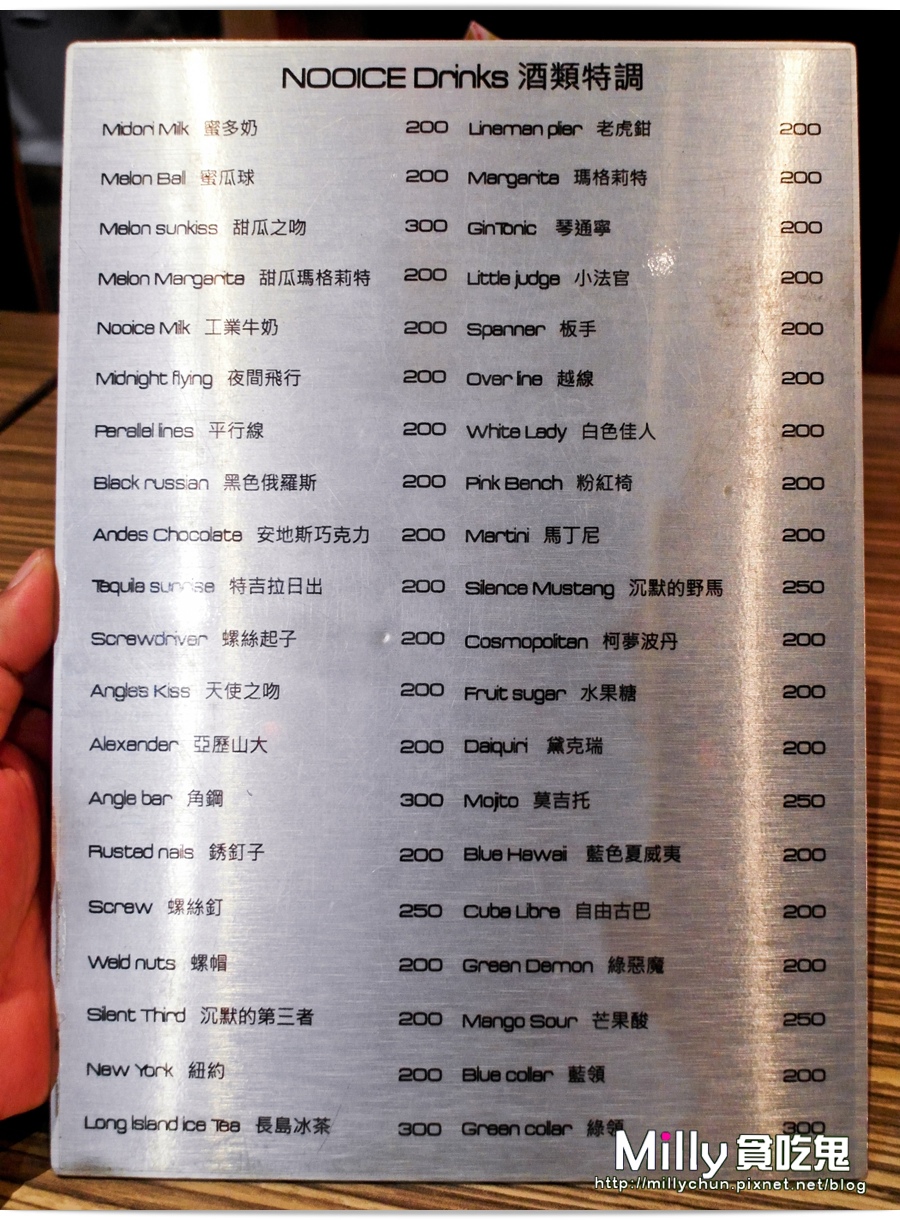 NOOICE Drinks 酒類特調
Midori Milk 蜜多奶 200
Melon Ball 蜜瓜球 200
Melon sunkiss 甜瓜之吻 300
Melon Margarita 甜瓜瑪格莉特 200
Nooice Milk 工業牛奶 200
Midnight flying 夜間飛行 200
Parallel lines 平行線 200
Black russian 黑色俄羅斯 200
Andes Chocolate 安地斯巧克力 200
Tequila sunrise 特吉拉日出 200
Screwdriver 螺絲起子 200
Angle's Kiss 天使之吻 200
Alexander 亞歷山大 200
Angle bar 角鋼 300
Rusted nails 銹釘子 200
Screw 螺絲釘 250
Weld nuts 螺帽 200
Silent Third 沉默的第三者 200
New York 紐約 200
Long Island ice Tea 長島冰茶 300
Lineman plier 老虎鉗 200
Margarita 瑪格莉特 200
GinTonic 琴通寧 200
Little judge 小法官 200
Spanner 板手 200
Over line 越線 200
White Lady 白色佳人 200
Pink Bench 粉紅椅 200
Martini 馬丁尼 200
Silence Mustang 沉默的野馬 250
Cosmopolitan 柯夢波丹 200
Fruit sugar 水果糖 200
Daiquiri 黛克瑞 200
Mojito 莫吉托 250
Blue Hawaii 藍色夏威夷 200
Cuba Libre 自由古巴 200
Green Demon 綠惡魔 200
Mango Sour 芒果酸 250
Blue collar 藍領 200
Green collar 綠領 300
Milly 貪吃鬼
http://millychun.pixnet.net/blog